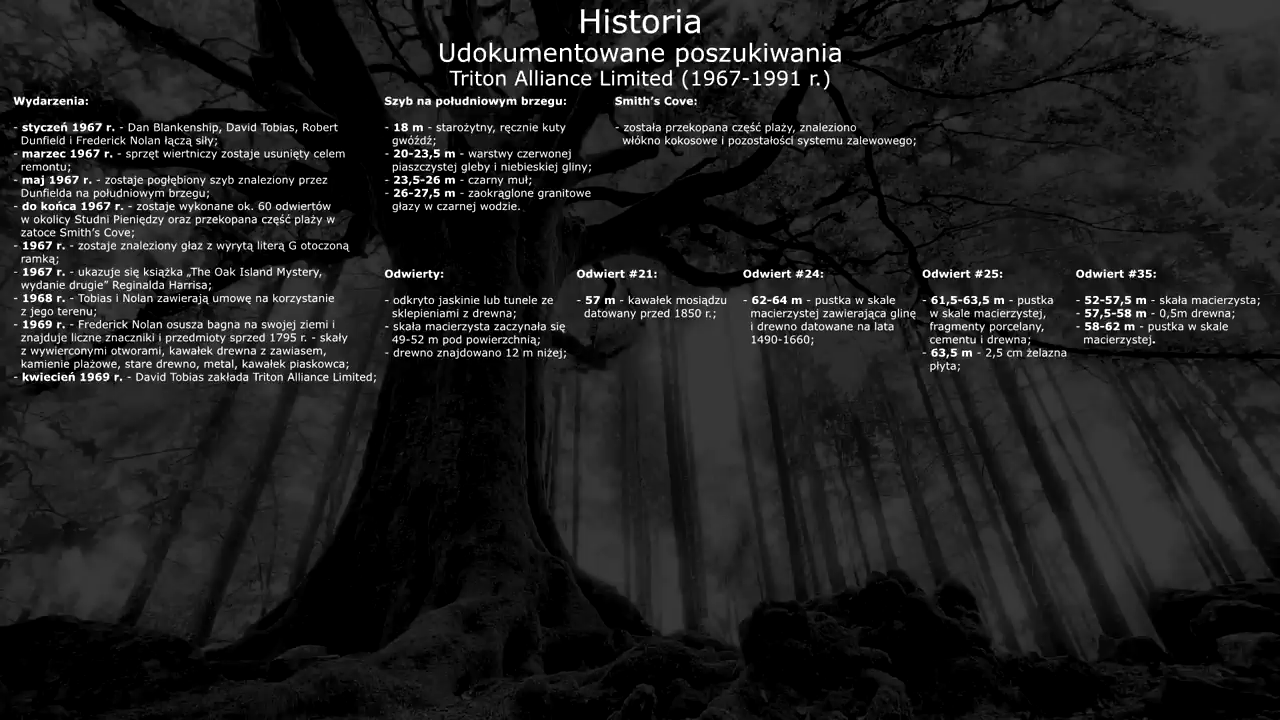 Historia
Udokumentowane poszukiwania
Triton Alliance Limited (1967-1991 r.)
Wydarzenia:
- styczeń 1967 r. - Dan Blankenship, David Tobias, Robert
Dunfield i Frederick Nolan łączą siły;
- marzec 1967 r. - sprzęt wiertniczy zostaje usunięty celem
remontu;
- maj 1967 r. - zostaje pogłębiony szyb znaleziony przez
Dunfielda na południowym brzegu;
- do końca 1967 r. - zostaje wykonane ok. 60 odwiertów
w okolicy Studni Pieniędzy oraz przekopana część plaży w
zatoce Smith's Cove;
- 1967 r. - zostaje znaleziony głaz z wyrytą literą G otoczoną
ramką;
- 1967 r. - ukazuje się książka „The Oak Island Mystery,
wydanie drugie” Reginalda Harrisa;
- 1968 r. - Tobias i Nolan zawierają umowę na korzystanie
z jego terenu;
- 1969 r. - Frederick Nolan osusza bagna na swojej ziemi i
znajduje liczne znaczniki i przedmioty sprzed 1795 r. - skały
z wywierconymi otworami, kawałek drewna z zawiasem,
kamienie plażowe, stare drewno, metal, kawałek piaskowca;
- kwiecień 1969 r. - David Tobias zakłada Triton Alliance Limited;
Szyb na południowym brzegu:
- 18 m - starożytny, ręcznie kuty
gwóźdź;
- 20-23,5 m - warstwy czerwonej
piaszczystej gleby i niebieskiej gliny;
- 23,5-26 m - czarny muł;
- 26-27,5 m - zaokrąglone granitowe
głazy w czarnej wodzie.
Smith's Cove:
- została przekopana część plaży, znaleziono
włókno kokosowe i pozostałości systemu zalewowego;
Odwierty:
- odkryto jaskinie lub tunele ze
sklepieniami z drewna;
- skała macierzysta zaczynała się
49-52 m pod powierzchnią;
- drewno znajdowano 12 m niżej;
Odwiert #21:
- 57 m - kawałek mosiądzu
datowany przed 1850 r.;
Odwiert #24:
- 62-64 m - pustka w skale
macierzystej zawierająca glinę
i drewno datowane na lata
1490-1660;
Odwiert #25:
- 61,5-63,5 m - pustka
w skale macierzystej,
fragmenty porcelany,
cementu i drewna;
- 63,5 m - 2,5 cm żelazna
płyta;
Odwiert #35:
- 52-57,5 m - skała macierzysta;
- 57,5-58 m - 0,5m drewna;
- 58-62 m - pustka w skale
macierzystej.